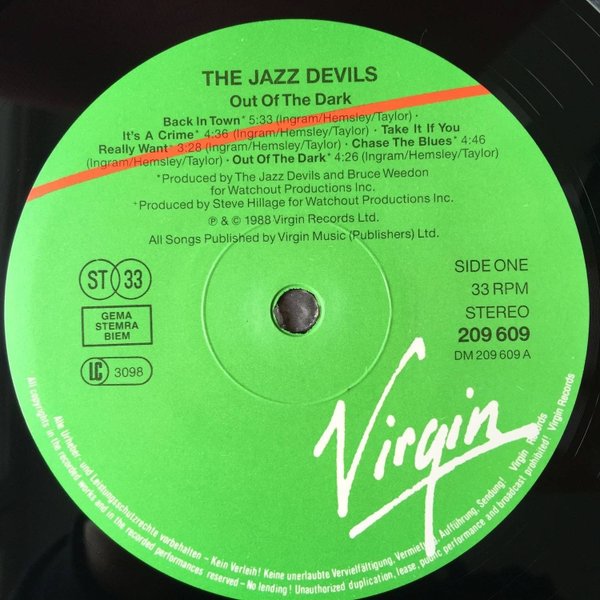 THE JAZZ DEVILS
Out Of The Dark
Back In Town* 5:33 (Ingram/Hemsley/Taylor) ·
It's A Crime* 4:36 (Ingram/Hemsley/Taylor) · Take It If You
Really Want+ 3:28 (Ingram/Hemsley/Taylor) · Chase The Blues+ 4:46
(Ingram/Hemsley/Taylor) · Out Of The Dark* 4:26 (Ingram/Hemsley/Taylor)
*Produced by The Jazz Devils and Bruce Weedon
for Watchout Productions Inc.
+Produced by Steve Hillage for Watchout Productions Inc.
℗ & © 1988 Virgin Records Ltd.
All Songs Published by Virgin Music (Publishers) Ltd.
ST 33
GEMA
STEMRA
BIEM
LC 3098
SIDE ONE
33 RPM
STEREO
209 609
DM 209 609 A
Virgin
Alle Urheber- und Leistungsschutzrechte vorbehalten – Kein Verleih! Keine unerlaubte Vervielfältigung, Vermietung, Aufführung, Sendung! Virgin Records
All copyrights in the recorded works and in the recorded performances reserved – No lending! Unauthorized duplication, lease, public performance and broadcast prohibited! Virgin Records